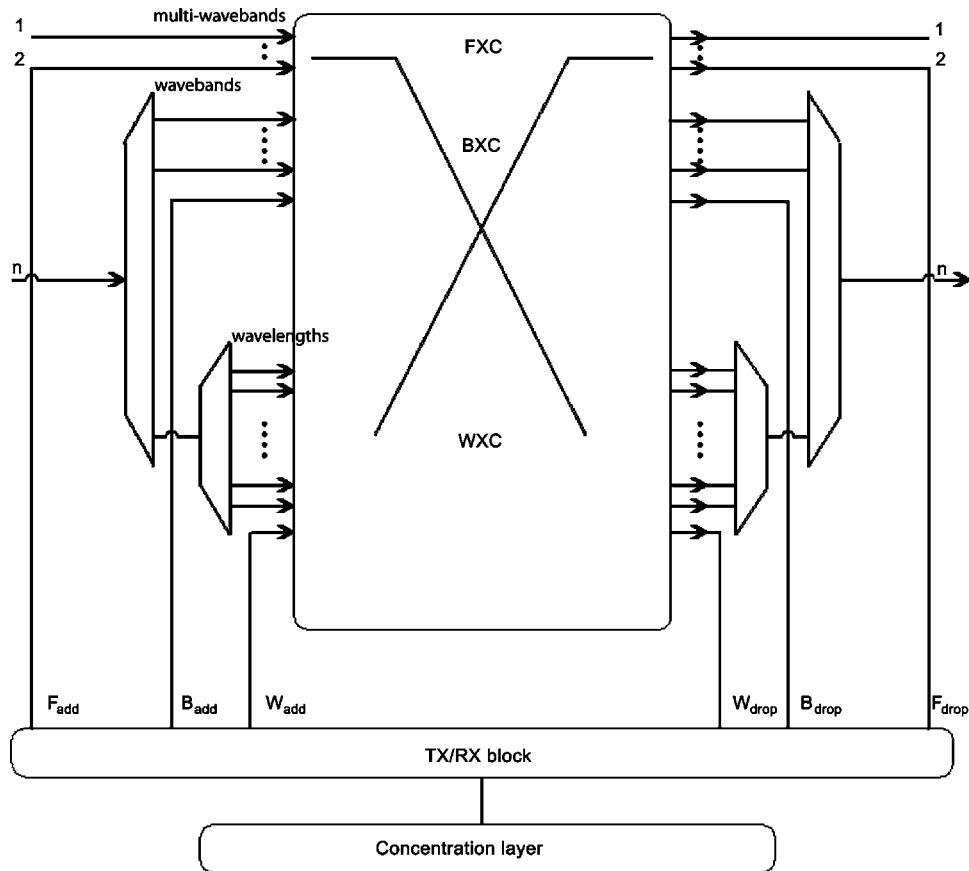 multi-wavebands
1
FXC
1
2
2
wavebands
BXC
n
n
wavelengths
WXC
Fadd
Badd
Wadd
Wdrop
Bdrop
Fdrop
TX/RX block
Concentration layer